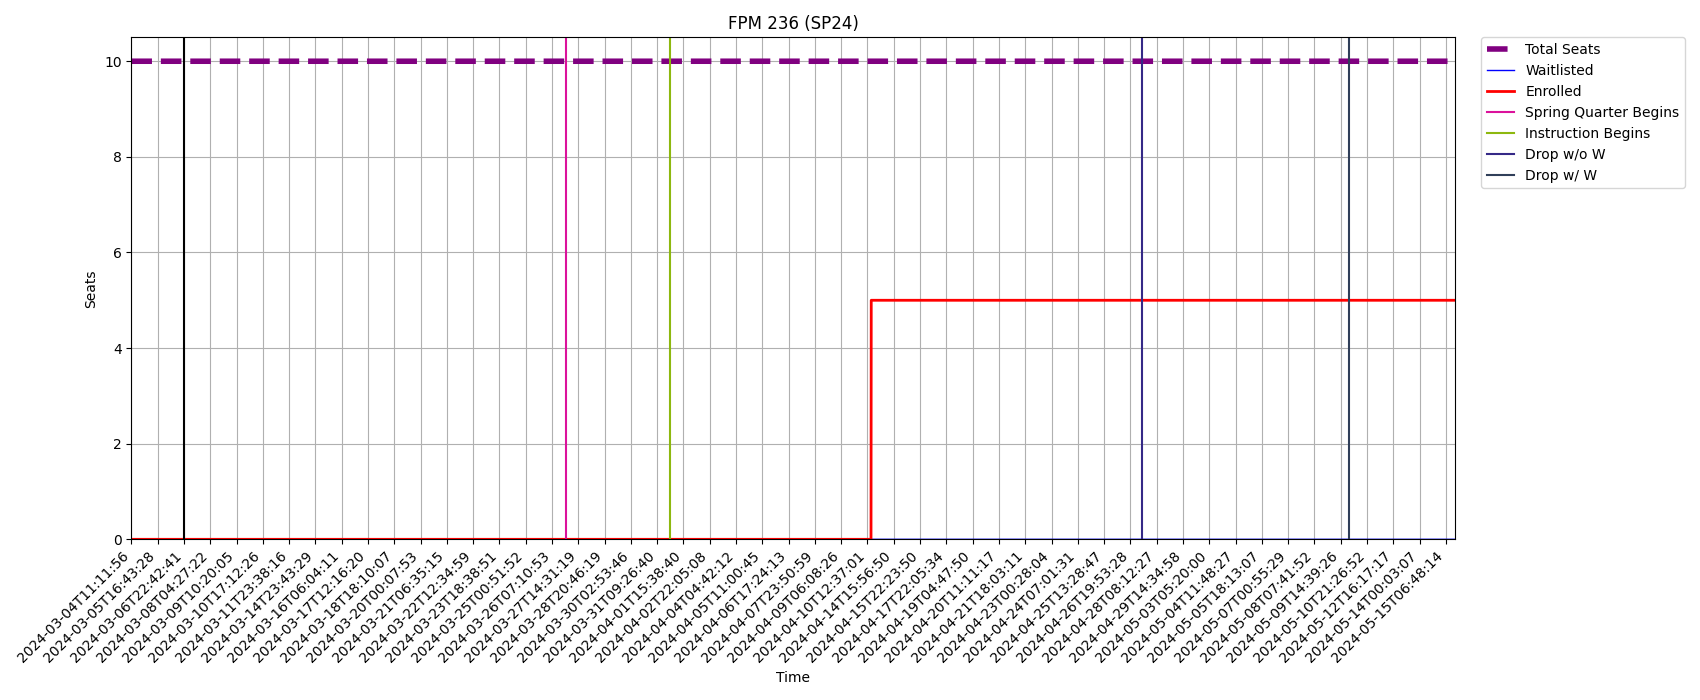 FPM 236 (SP24)
Total Seats
Waitlisted
Enrolled
Spring Quarter Begins
Instruction Begins
Drop w/o W
Drop w/ W
10
8
6
4
2
0
Seats
2024-03-04T11:11:56
2024-03-05T16:43:28
2024-03-06T22:42:41
2024-03-08T04:27:22
2024-03-09T10:20:05
2024-03-10T17:12:26
2024-03-11T23:38:16
2024-03-14T23:43:29
2024-03-16T06:04:11
2024-03-17T12:16:20
2024-03-18T18:10:07
2024-03-20T00:07:53
2024-03-21T06:35:15
2024-03-22T12:34:59
2024-03-23T18:38:51
2024-03-25T00:51:52
2024-03-26T07:10:53
2024-03-27T14:31:19
2024-03-28T20:46:19
2024-03-30T02:53:46
2024-03-31T09:26:40
2024-04-01T15:38:40
2024-04-02T22:05:08
2024-04-04T04:42:12
2024-04-05T11:00:45
2024-04-06T17:24:13
2024-04-07T23:50:59
2024-04-09T06:08:26
2024-04-10T12:37:01
2024-04-14T15:56:50
2024-04-15T22:23:50
2024-04-17T22:05:34
2024-04-19T04:47:50
2024-04-20T11:11:17
2024-04-21T18:03:11
2024-04-23T00:28:04
2024-04-24T07:01:31
2024-04-25T13:28:47
2024-04-26T19:53:28
2024-04-28T08:12:27
2024-04-29T14:34:58
2024-05-03T05:20:00
2024-05-04T11:48:27
2024-05-05T18:13:07
2024-05-07T00:55:29
2024-05-08T07:41:52
2024-05-09T14:39:26
2024-05-10T21:26:52
2024-05-12T16:17:17
2024-05-14T00:03:07
2024-05-15T06:48:14
Time